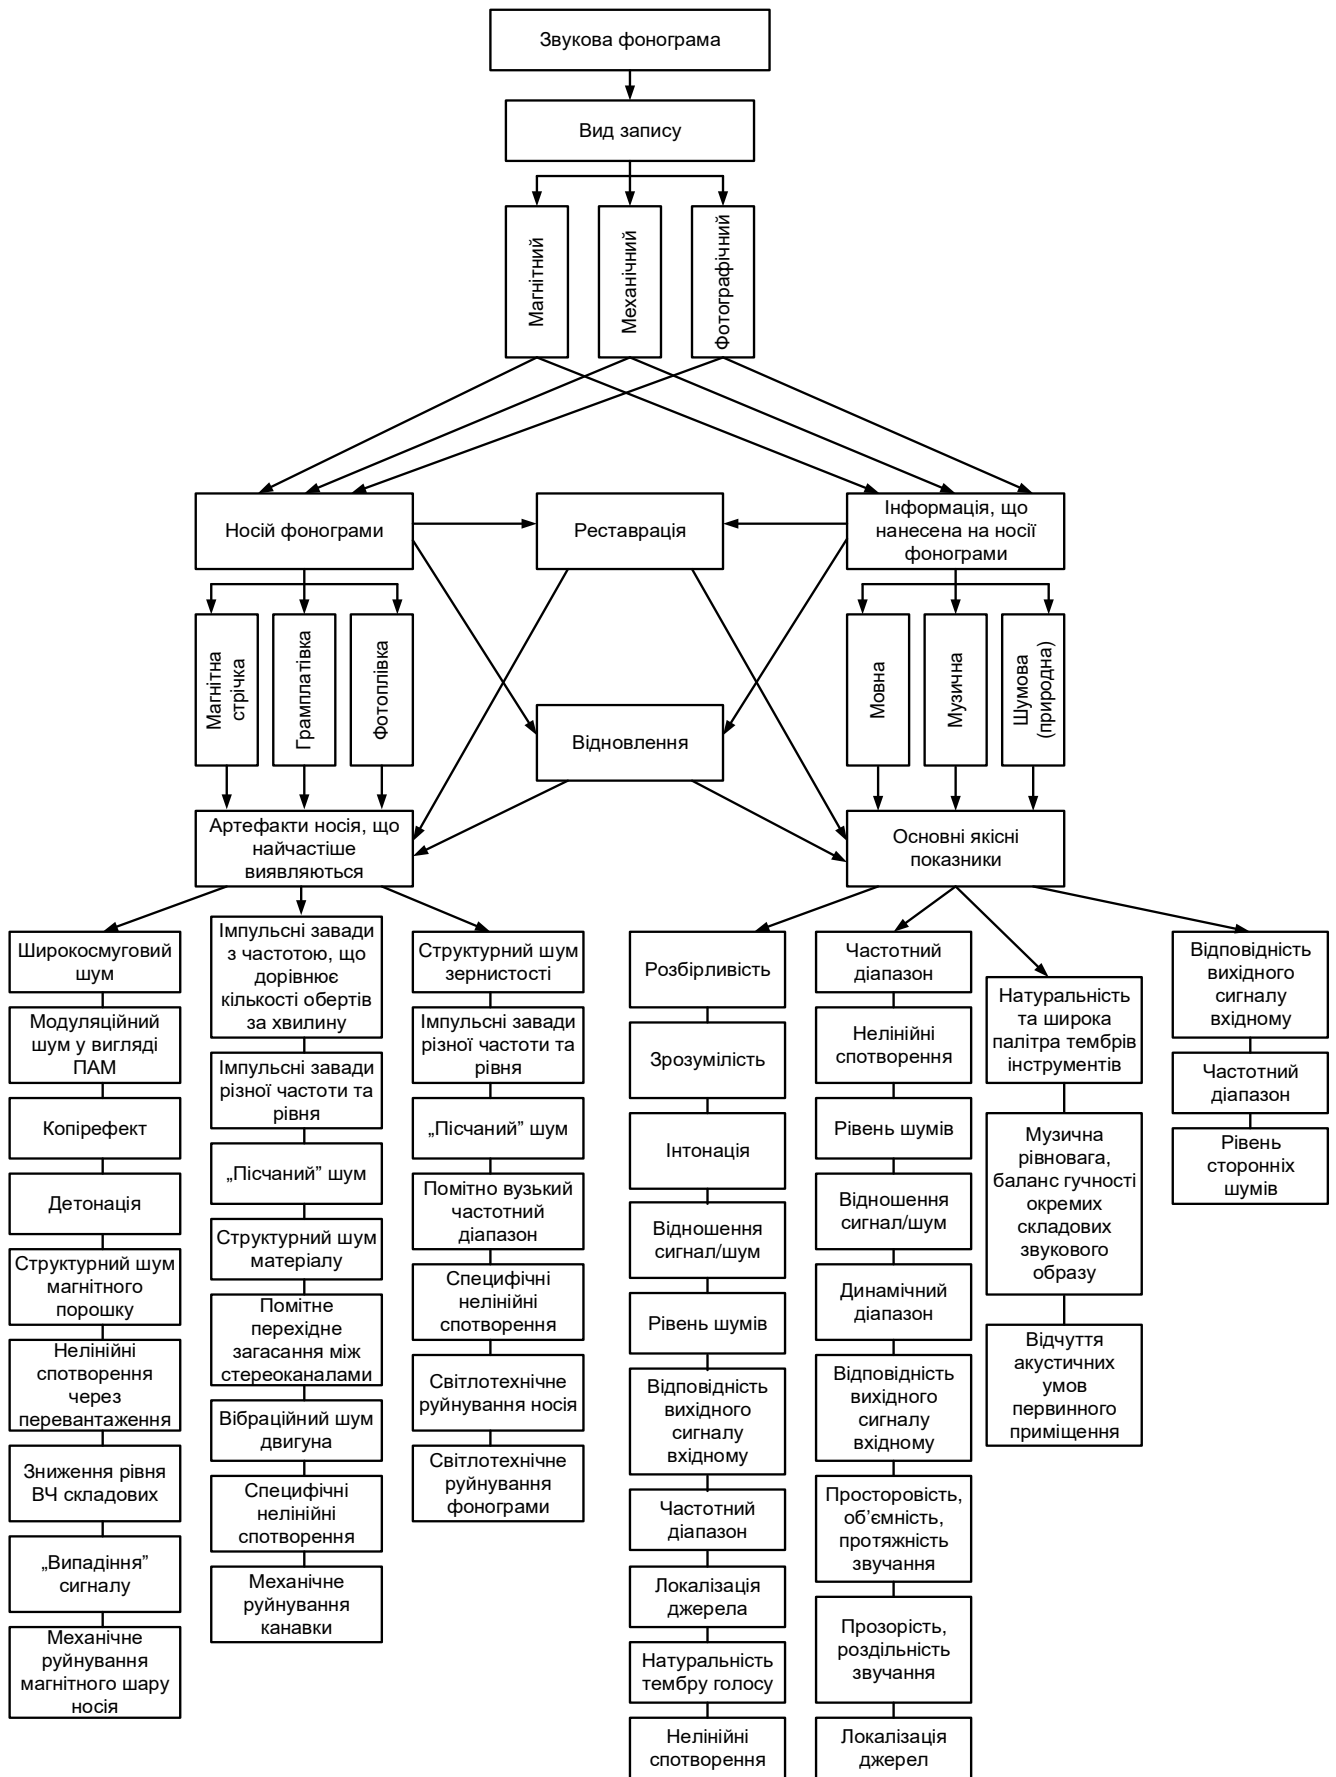 Звукова фонограма
Вид запису
Магнітний
Механічний
Фотографічний
Носій фонограми
Реставрація
Інформація, що
нанесена на носії
фонограми
Магнітна
стрічка
Грамплатівка
Фотоплівка
Мовна
Музична
Шумова
(природна)
Відновлення
Артефакти носія, що
найчастіше
виявляються
Основні якісні
показники
Широкосмуговий
шум
Модуляційний
шум у вигляді
ПАМ
Копірефект
Детонація
Структурний шум
магнітного
порошку
Нелінійні
спотворення
через
перевантаження
Зниження рівня
ВЧ складових
„Випадіння”
сигналу
Механічне
руйнування
магнітного шару
носія
Імпульсні завади
з частотою, що
дорівнює
кількості обертів
за хвилину
Імпульсні завади
різної частоти та
рівня
„Пісчаний” шум
Структурний шум
матеріалу
Помітне
перехідне
загасання між
стереоканалами
Вібраційний шум
двигуна
Специфічні
нелінійні
спотворення
Механічне
руйнування
канавки
Структурний шум
зернистості
Імпульсні завади
різної частоти та
рівня
„Пісчаний” шум
Помітно вузький
частотний
діапазон
Специфічні
нелінійні
спотворення
Світлотехнічне
руйнування носія
Світлотехнічне
руйнування
фонограми
Розбірливість
Зрозумілість
Інтонація
Відношення
сигнал/шум
Рівень шумів
Відповідність
вихідного
сигналу
вхідному
Частотний
діапазон
Локалізація
джерела
Натуральність
тембру голосу
Нелінійні
спотворення
Частотний
діапазон
Нелінійні
спотворення
Рівень шумів
Відношення
сигнал/шум
Динамічний
діапазон
Відповідність
вихідного
сигналу
вхідному
Просторовість,
об’ємність,
протяжність
звучання
Прозорість,
роздільність
звучання
Локалізація
джерел
Натуральність
та широка
палітра тембрів
інструментів
Музична
рівновага,
баланс гучності
окремих
складових
звукового
образу
Відчуття
акустичних
умов
первинного
приміщення
Відповідність
вихідного
сигналу
вхідному
Частотний
діапазон
Рівень
сторонніх
шумів